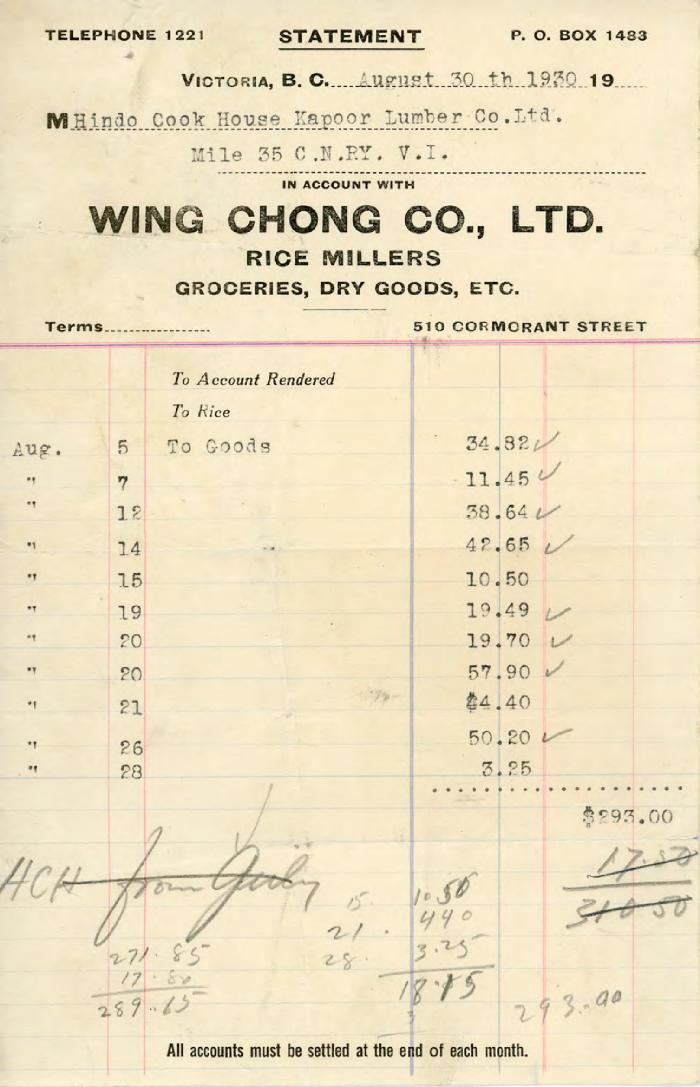 TELEPHONE 1221 STATEMENT P. O. BOX 1483
VICTORIA, B. C. August 30 th 1930 19
M Hindo Cook House Kapoor Lumber Co.Ltd.
Mile 35 C.N.RY. V.I.
IN ACCOUNT WITH
WING CHONG CO., LTD.
RICE MILLERS
GROCERIES, DRY GOODS, ETC.
Terms 510 CORMORANT STREET
To Account Rendered
To Rice
Aug. 5 To Goods 34.82 ✓
" 7 11.45 ✓
" 12 38.64 ✓
" 14 42.65 ✓
" 15 10.50
" 19 19.49 ✓
" 20 19.70 ✓
" 20 57.90 ✓
" 21 $4.40
" 26 50.20 ✓
" 28 3.25
$293.00
17.50
310 50
HCH from
15. 10.50
21. 440
28. 3.25
18.15
271.85
17.80
289.65
293.00
All accounts must be settled at the end of each month.